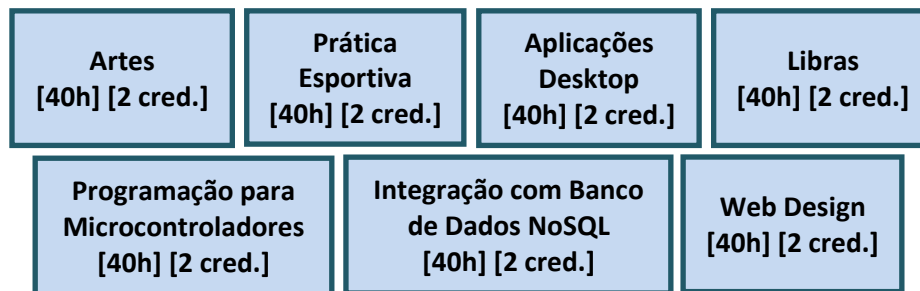 Artes
[40h] [2 cred.]
Prática
Esportiva
[40h] [2 cred.]
Aplicações
Desktop
[40h] [2 cred.]
Libras
[40h] [2 cred.]
Programação para
Microcontroladores
[40h] [2 cred.]
Integração com Banco
de Dados NoSQL
[40h] [2 cred.]
Web Design
[40h] [2 cred.]